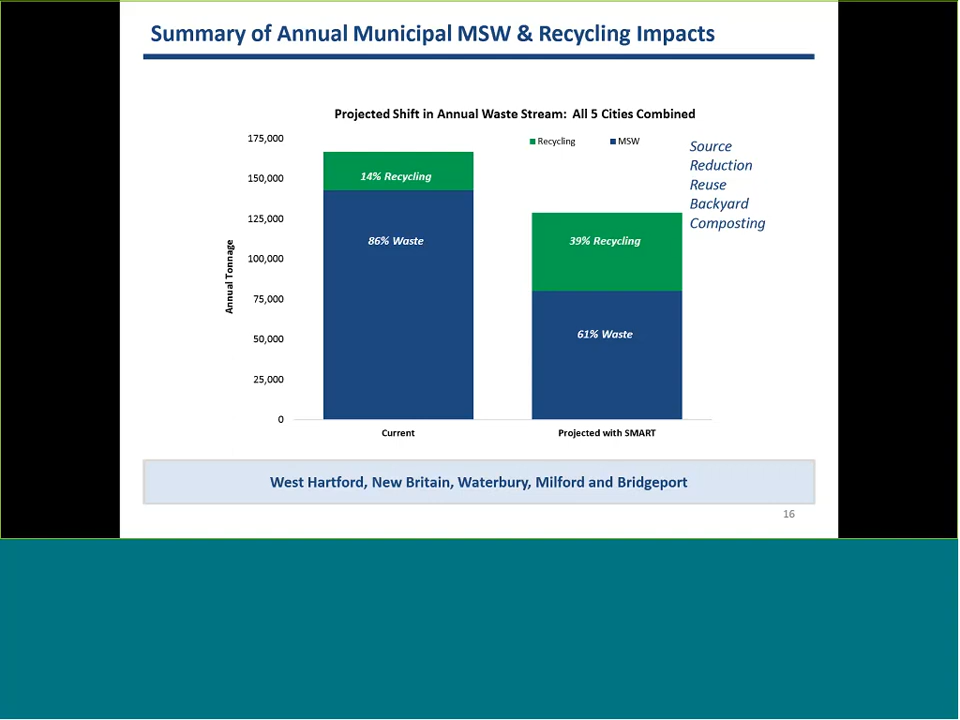 Summary of Annual Municipal MSW & Recycling Impacts
Projected Shift in Annual Waste Stream: All 5 Cities Combined
Recycling MSW
Source
Reduction
Reuse
Backyard
Composting
Annual Tonnage
175,000
150,000
125,000
100,000
75,000
50,000
25,000
0
14% Recycling
86% Waste
39% Recycling
61% Waste
Current
Projected with SMART
West Hartford, New Britain, Waterbury, Milford and Bridgeport
16